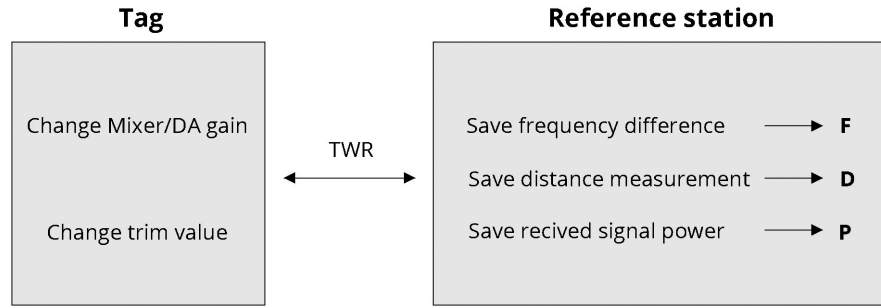 Tag
Reference station
Change Mixer/DA gain
TWR
Change trim value
Save frequency difference F
Save distance measurement D
Save recived signal power P